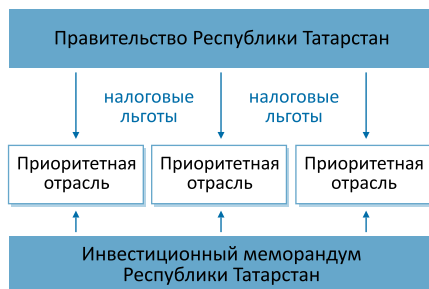 Правительство Республики Татарстан
налоговые
льготы
налоговые
льготы
Приоритетная
отрасль
Приоритетная
отрасль
Приоритетная
отрасль
Инвестиционный меморандум
Республики Татарстан